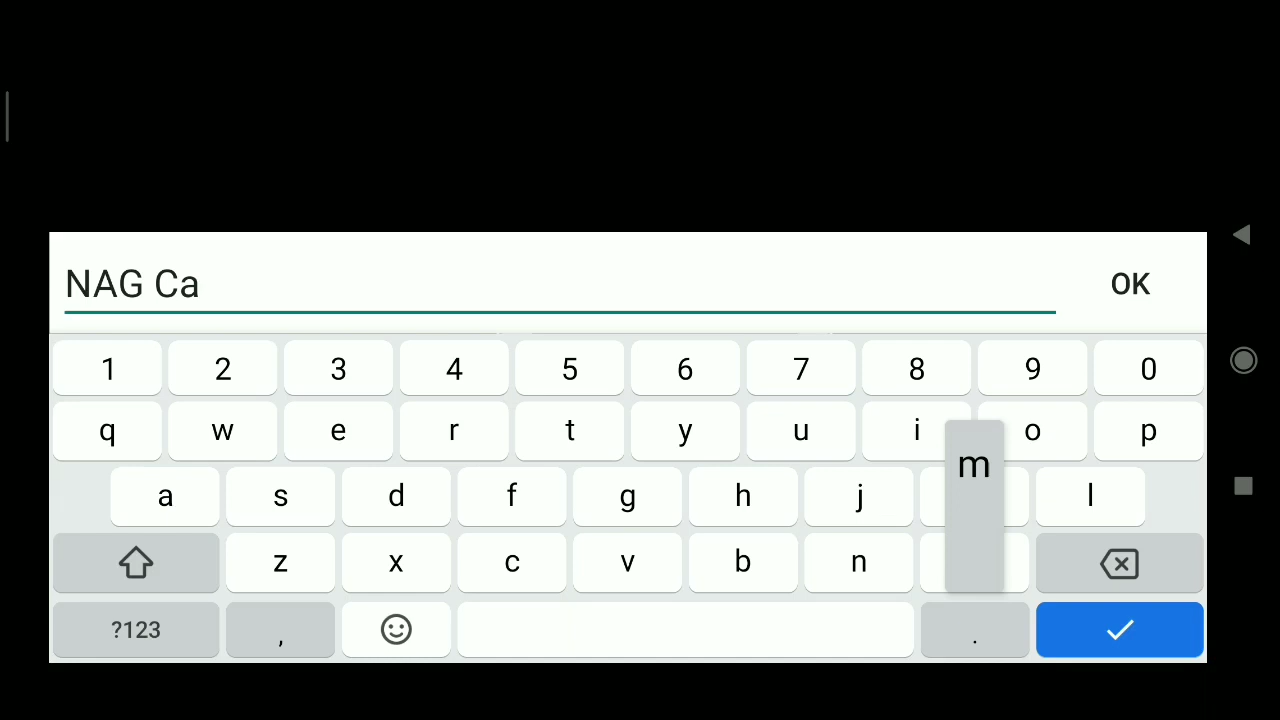 NAG Ca
OK
1 2 3 4 5 6 7 8 9 0
q w e r t y u i o p
a s d f g h j l
z x c v b n m
?123 , .